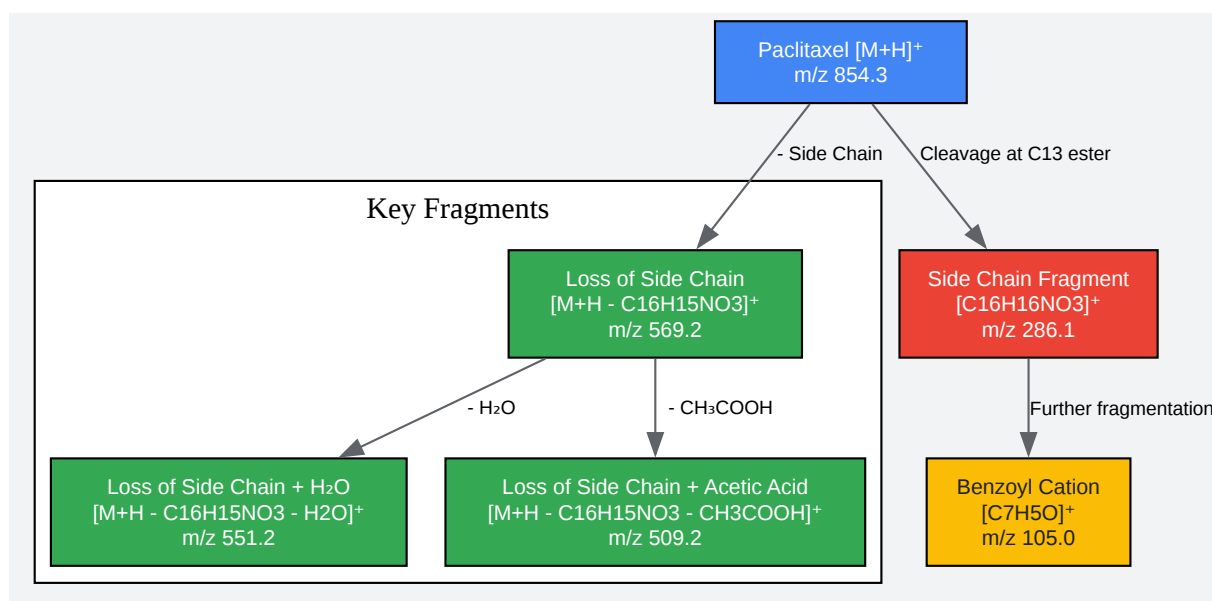 Paclitaxel [M+H]⁺
m/z 854.3
- Side Chain
Cleavage at C13 ester
Key Fragments
Loss of Side Chain
[M+H - C16H15NO3]⁺
m/z 569.2
Side Chain Fragment
[C16H16NO3]⁺
m/z 286.1
- H₂O
- CH₃COOH
Further fragmentation
Loss of Side Chain + H₂O
[M+H - C16H15NO3 - H2O]⁺
m/z 551.2
Loss of Side Chain + Acetic Acid
[M+H - C16H15NO3 - CH3COOH]⁺
m/z 509.2
Benzoyl Cation
[C7H5O]⁺
m/z 105.0